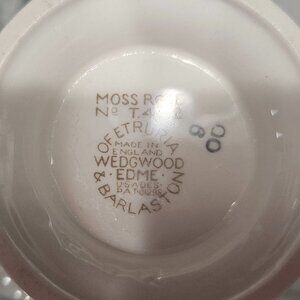 MOSS ROSE
Nº T.4
OF ETRURIA
MADE IN
ENGLAND
WEDGWOOD
·EDME·
& BARLASTON